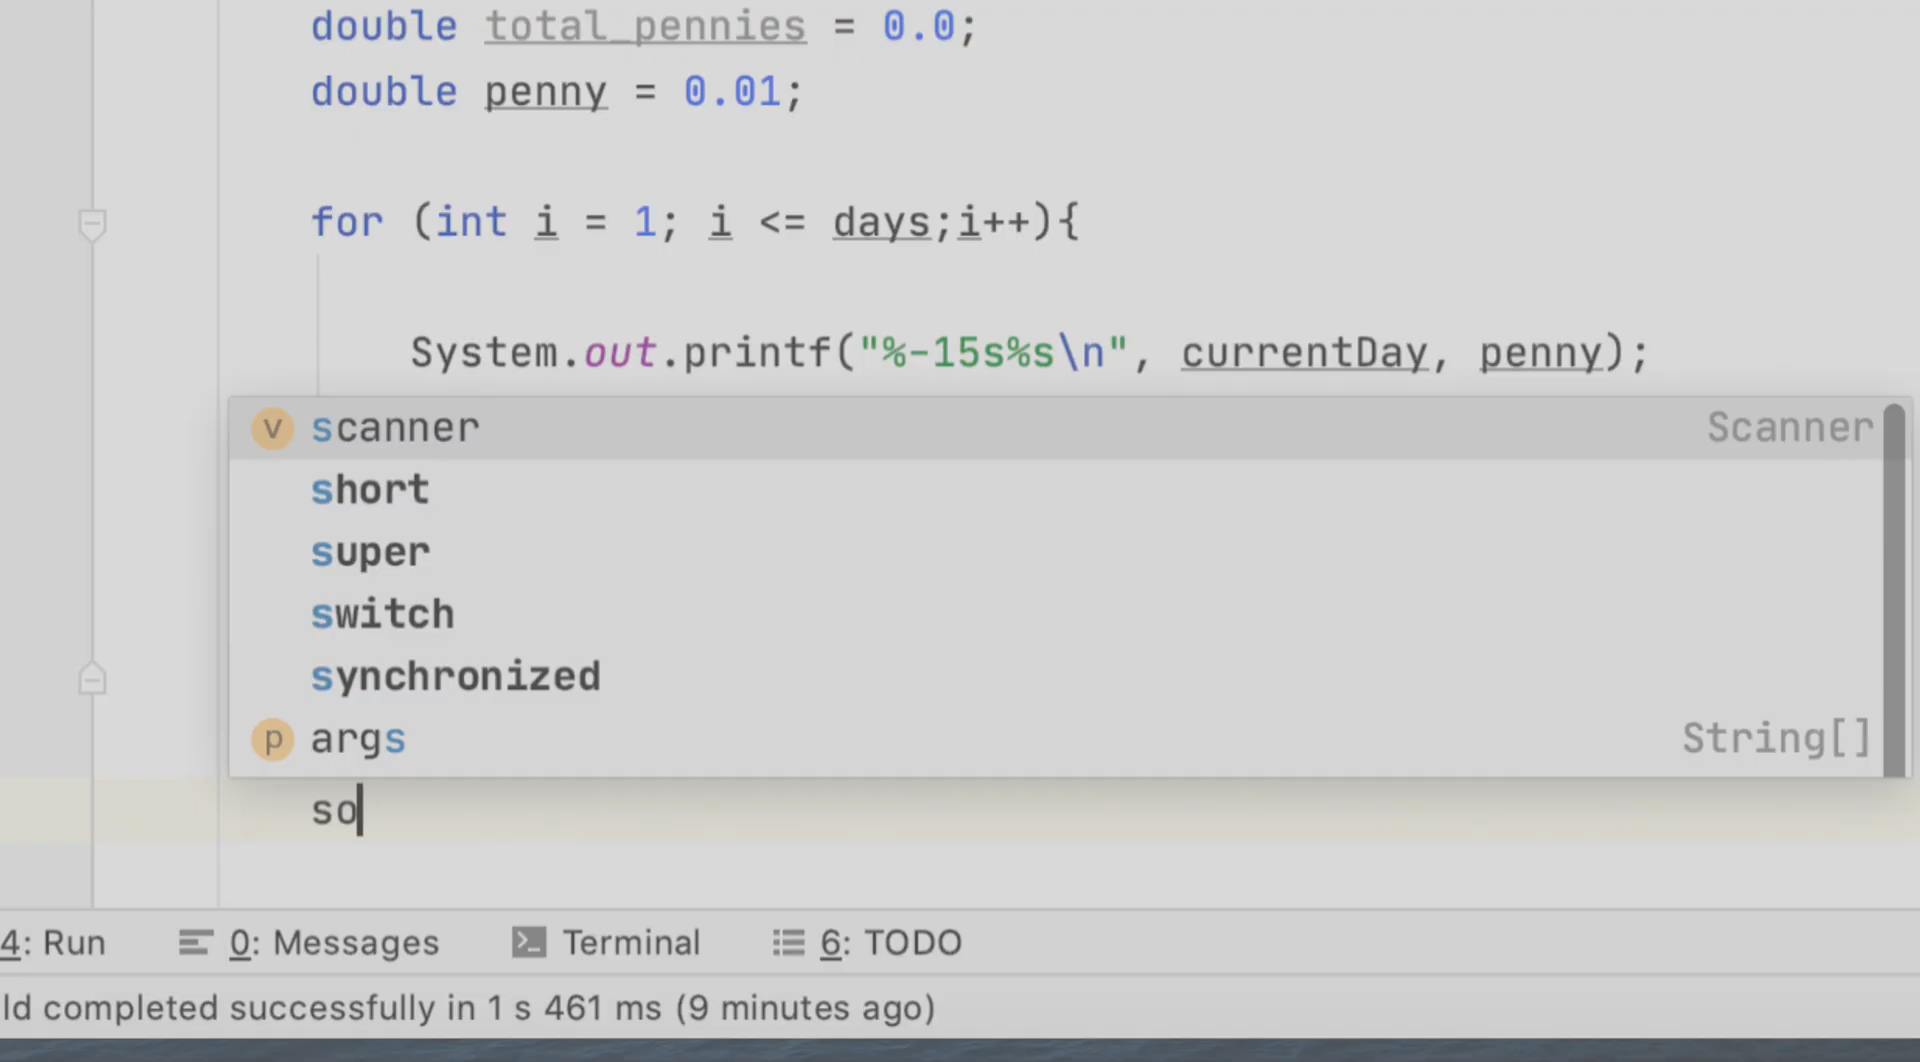 double total_pennies = 0.0;
double penny = 0.01;
for (int i = 1; i <= days;i++){
System.out.printf("%-15s%s\n", currentDay, penny);
v scanner Scanner
short
super
switch
synchronized
p args String[]
so
4: Run 0: Messages Terminal 6: TODO
ld completed successfully in 1 s 461 ms (9 minutes ago)